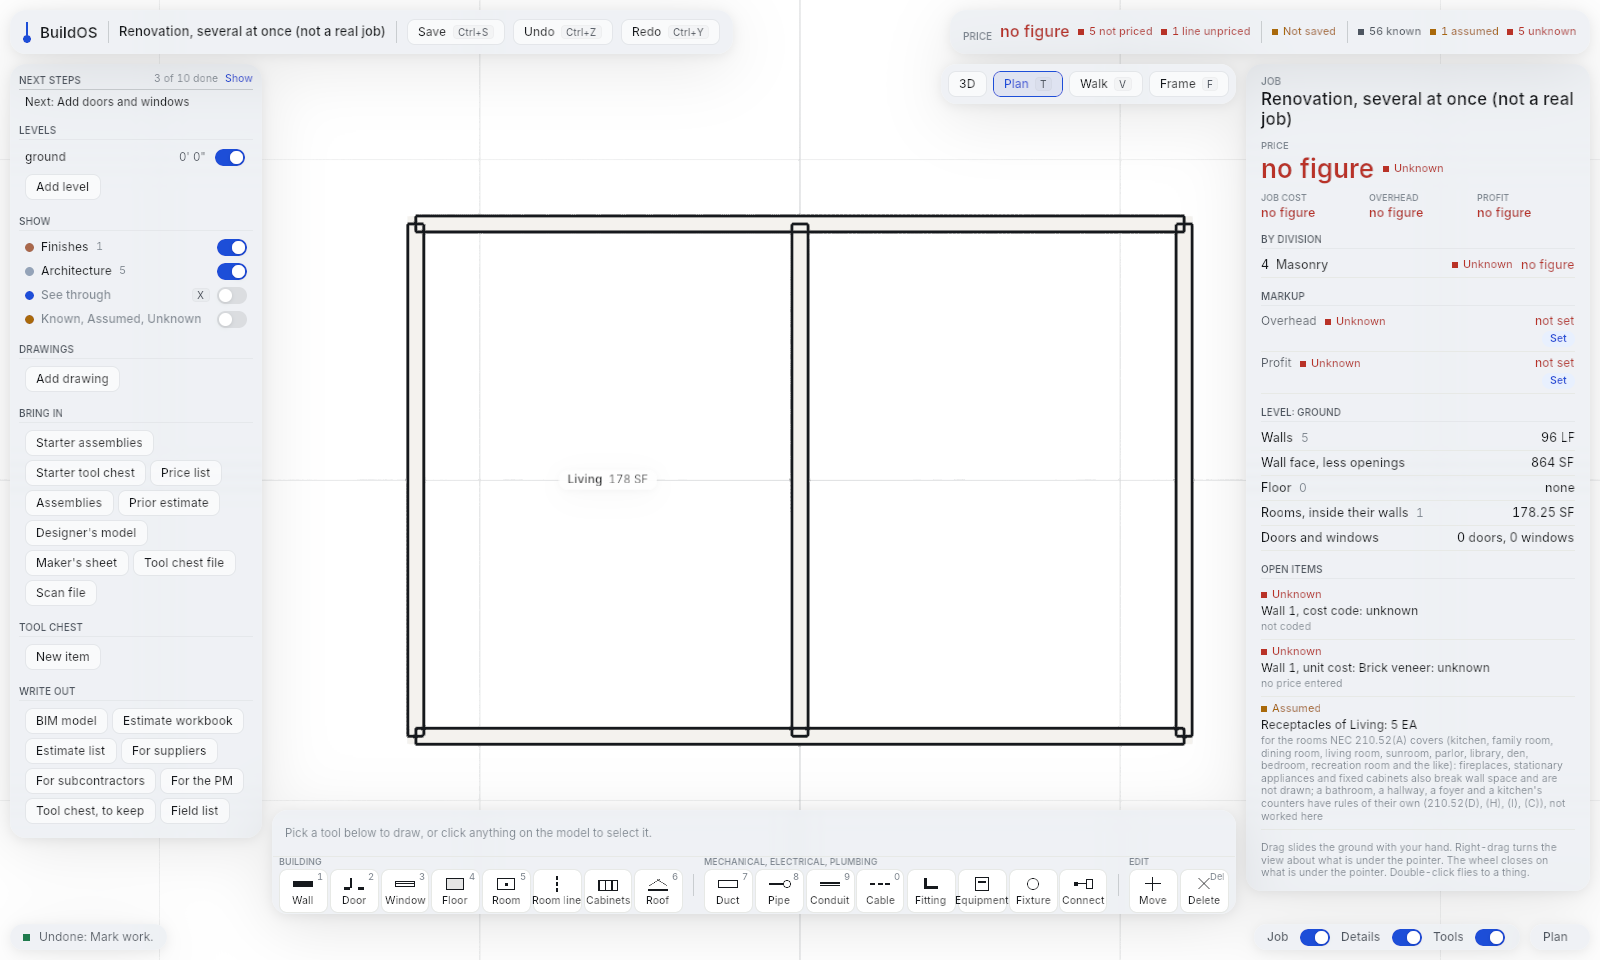 BuildOS
Renovation, several at once (not a real job)
Save Ctrl+S
Undo Ctrl+Z
Redo Ctrl+Y
PRICE no figure 5 not priced 1 line unpriced Not saved 56 known 1 assumed 5 unknown
3D
Plan T
Walk V
Frame F
NEXT STEPS 3 of 10 done Show
Next: Add doors and windows
LEVELS
ground 0' 0"
Add level
SHOW
Finishes 1
Architecture 5
See through X
Known, Assumed, Unknown
DRAWINGS
Add drawing
BRING IN
Starter assemblies
Starter tool chest Price list
Assemblies Prior estimate
Designer's model
Maker's sheet Tool chest file
Scan file
TOOL CHEST
New item
WRITE OUT
BIM model Estimate workbook
Estimate list For suppliers
For subcontractors For the PM
Tool chest, to keep Field list
Undone: Mark work.
Living 178 SF
Pick a tool below to draw, or click anything on the model to select it.
BUILDING
1 2 3 4 5 6
Wall Door Window Floor Room Room line Cabinets Roof
MECHANICAL, ELECTRICAL, PLUMBING
7 8 9 0
Duct Pipe Conduit Cable Fitting Equipment Fixture Connect
EDIT
Del
Move Delete
JOB
Renovation, several at once (not a real
job)
PRICE
no figure Unknown
JOB COST OVERHEAD PROFIT
no figure no figure no figure
BY DIVISION
4 Masonry Unknown no figure
MARKUP
Overhead Unknown not set
Set
Profit Unknown not set
Set
LEVEL: GROUND
Walls 5 96 LF
Wall face, less openings 864 SF
Floor 0 none
Rooms, inside their walls 1 178.25 SF
Doors and windows 0 doors, 0 windows
OPEN ITEMS
Unknown
Wall 1, cost code: unknown
not coded
Unknown
Wall 1, unit cost: Brick veneer: unknown
no price entered
Assumed
Receptacles of Living: 5 EA
for the rooms NEC 210.52(A) covers (kitchen, family room,
dining room, living room, sunroom, parlor, library, den,
bedroom, recreation room and the like): fireplaces, stationary
appliances and fixed cabinets also break wall space and are
not drawn; a bathroom, a hallway, a foyer and a kitchen's
counters have rules of their own (210.52(D), (H), (I), (C)), not
worked here
Drag slides the ground with your hand. Right-drag turns the
view about what is under the pointer. The wheel closes on
what is under the pointer. Double-click flies to a thing.
Job Details Tools Plan